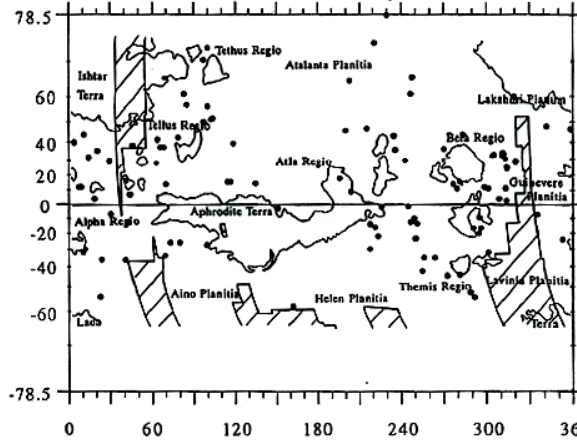 78.5
Tethus Regio
Ishtar
Terra
Atalanta Planitia
60
Lakshmi Planum
40
Tellus Regio
Beta Regio
20
Atla Regio
Guinevere
Planitia
0
Aphrodite Terra
Alpha Regio
-20
-40
Aino Planitia
Helen Planitia
Themis Regio
Lavinia Planitia
-60
Lada
Terra
-78.5
0
60
120
180
240
300
360